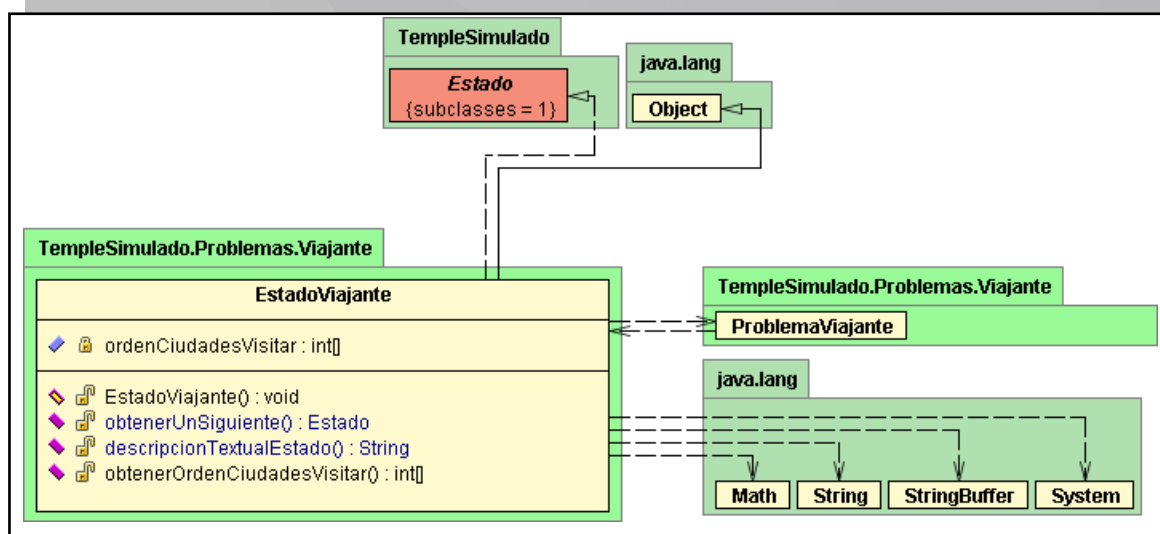 TempleSimulado
Estado
{subclasses = 1}
java.lang
Object
TempleSimulado.Problemas.Viajante
EstadoViajante
ordenCiudadesVisitar : int[]
EstadoViajante() : void
obtenerUnSiguiente() : Estado
descripcionTextualEstado() : String
obtenerOrdenCiudadesVisitar() : int[]
TempleSimulado.Problemas.Viajante
ProblemaViajante
java.lang
Math String StringBuffer System